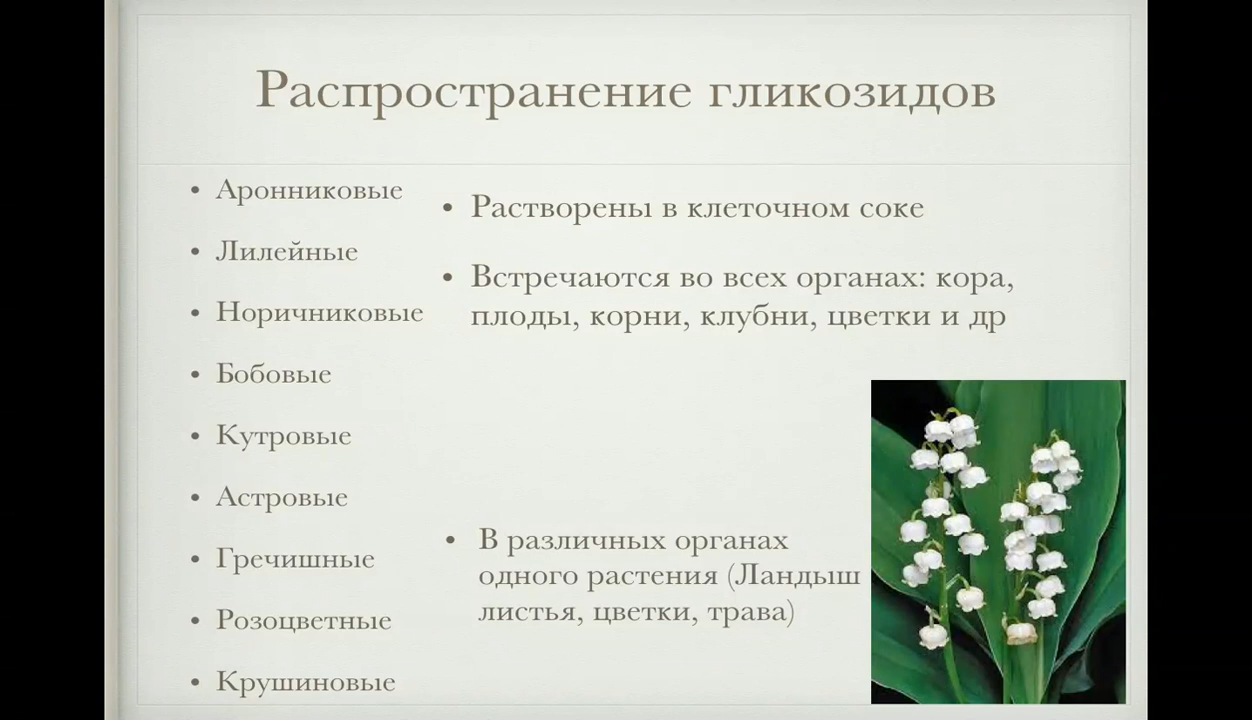 Распространение гликозидов
• Аронниковые
• Лилейные
• Норичниковые
• Бобовые
• Кутровые
• Астровые
• Гречишные
• Розоцветные
• Крушиновые
• Растворены в клеточном соке
• Встречаются во всех органах: кора,
плоды, корни, клубни, цветки и др
• В различных органах
одного растения (Ландыш
листья, цветки, трава)